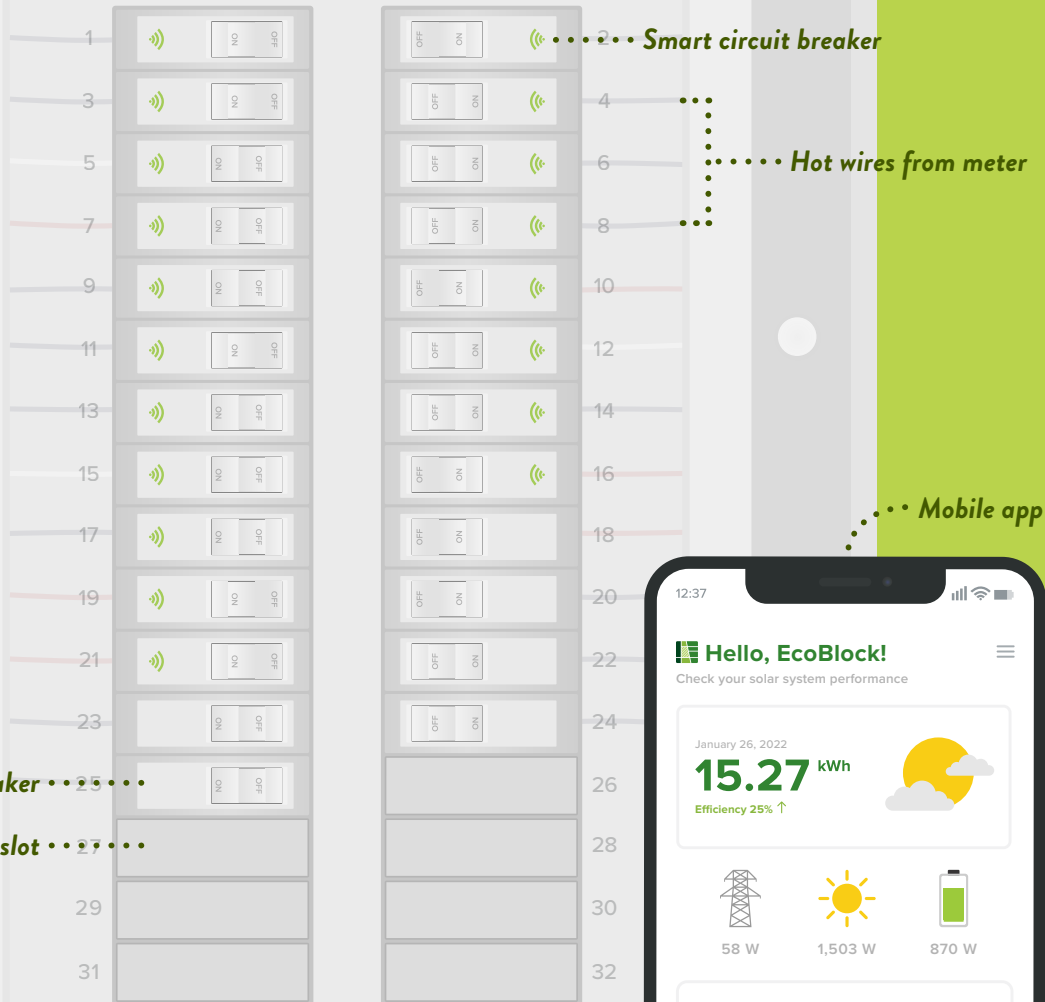 1
ON
OFF
OFF
ON
2
Smart circuit breaker
3
ON
OFF
OFF
ON
4
5
ON
OFF
OFF
ON
6
Hot wires from meter
7
ON
OFF
OFF
ON
8
9
ON
OFF
OFF
ON
10
11
ON
OFF
OFF
ON
12
13
ON
OFF
OFF
ON
14
15
ON
OFF
OFF
ON
16
17
ON
OFF
OFF
ON
18
Mobile app
19
ON
OFF
OFF
ON
20
21
ON
OFF
OFF
ON
22
23
ON
OFF
OFF
ON
24
25
ON
OFF
26
slot
27
28
29
30
31
32
12:37
Hello, EcoBlock!
Check your solar system performance
January 26, 2022
15.27 kWh
Efficiency 25% ↑
58 W
1,503 W
870 W